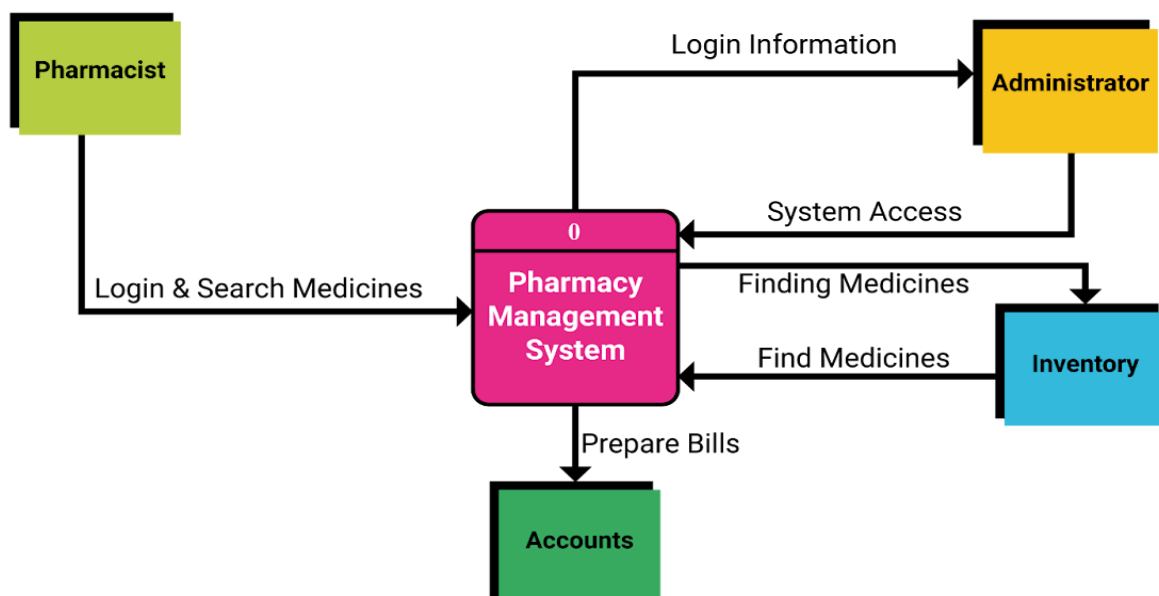 Login Information
Pharmacist
Administrator
System Access
0
Login & Search Medicines
Pharmacy
Management
System
Finding Medicines
Find Medicines
Inventory
Prepare Bills
Accounts